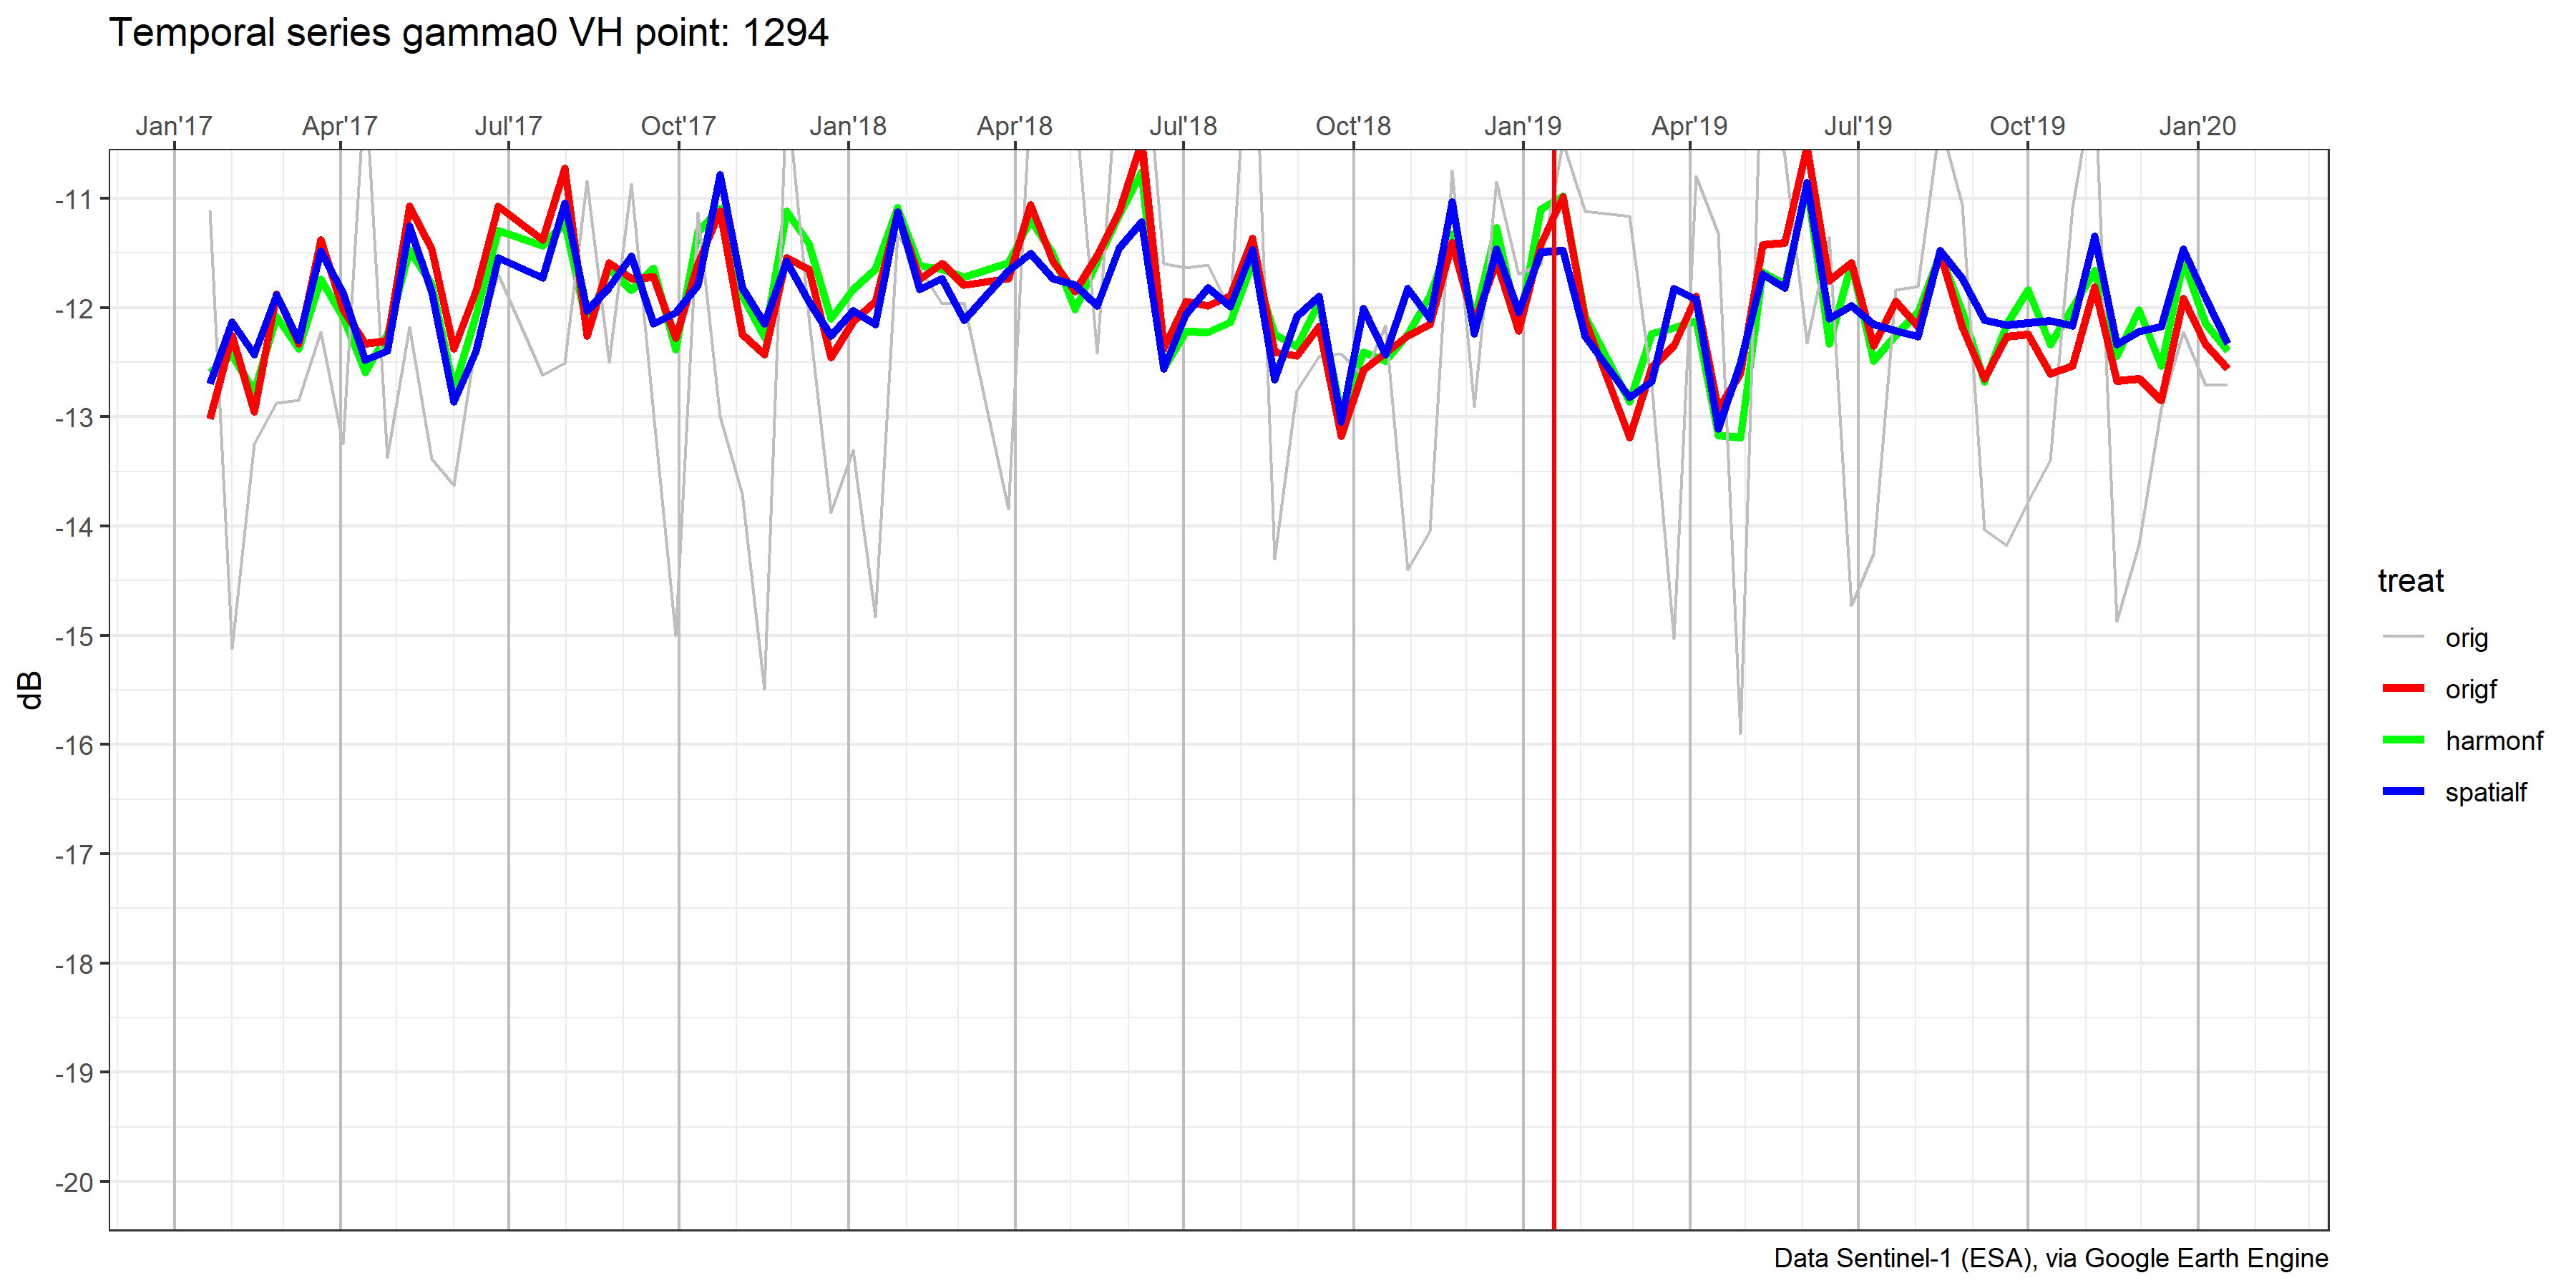 Temporal series gamma0 VH point: 1294
Jan'17 Apr'17 Jul'17 Oct'17 Jan'18 Apr'18 Jul'18 Oct'18 Jan'19 Apr'19 Jul'19 Oct'19 Jan'20
-11
-12
-13
-14
-15
-16
-17
-18
-19
-20
dB
treat
orig
origf
harmonf
spatialf
Data Sentinel-1 (ESA), via Google Earth Engine